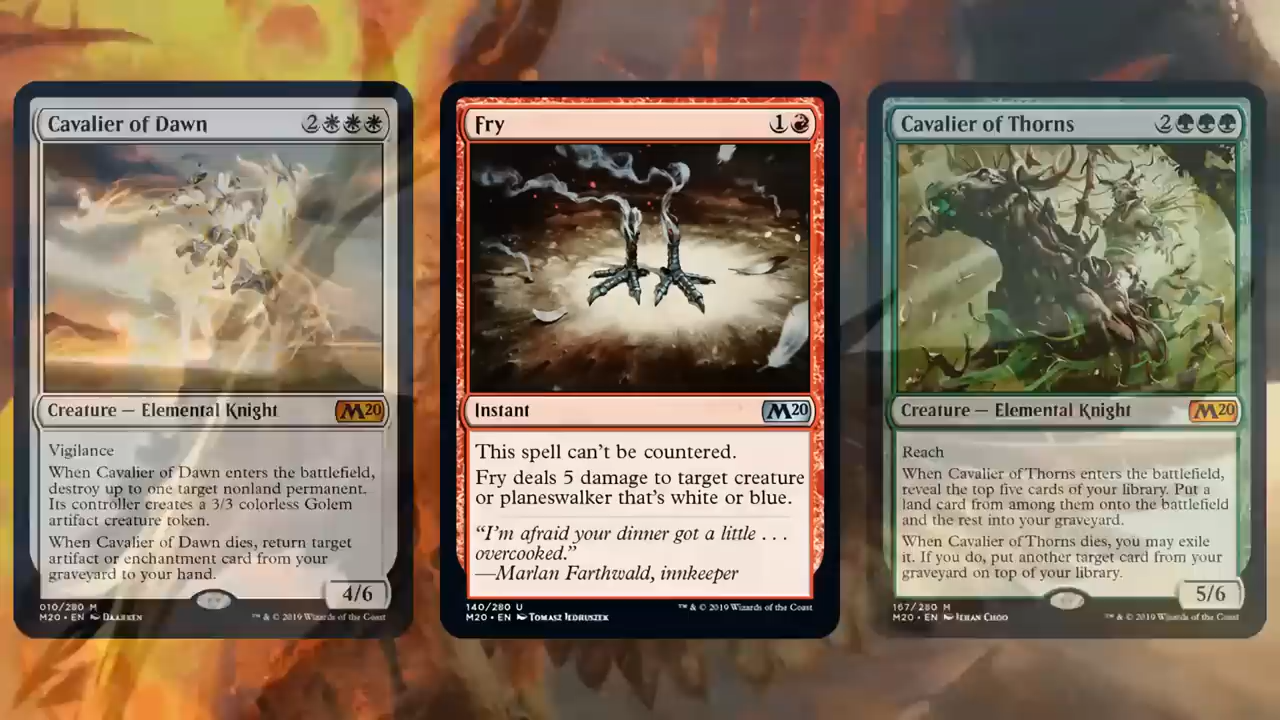 Cavalier of Dawn
2
Creature — Elemental Knight
M20
Vigilance
When Cavalier of Dawn enters the battlefield,
destroy up to one target nonland permanent.
Its controller creates a 3/3 colorless Golem
artifact creature token.
When Cavalier of Dawn dies, return target
artifact or enchantment card from your
graveyard to your hand.
4/6
010/280 M
M20 • EN DAARKEN
™ & © 2019 Wizards of the Coast
Fry
1
Instant
M20
This spell can't be countered.
Fry deals 5 damage to target creature
or planeswalker that's white or blue.
“I'm afraid your dinner got a little . . .
overcooked.”
—Marlan Farthwald, innkeeper
140/280 U
M20 • EN TOMASZ JEDRUSZEK
™ & © 2019 Wizards of the Coast
Cavalier of Thorns
2
Creature — Elemental Knight
M20
Reach
When Cavalier of Thorns enters the battlefield,
reveal the top five cards of your library. Put a
land card from among them onto the battlefield
and the rest into your graveyard.
When Cavalier of Thorns dies, you may exile
it. If you do, put another target card from your
graveyard on top of your library.
5/6
167/280 M
M20 • EN JEHAN CHOO
™ & © 2019 Wizards of the Coast